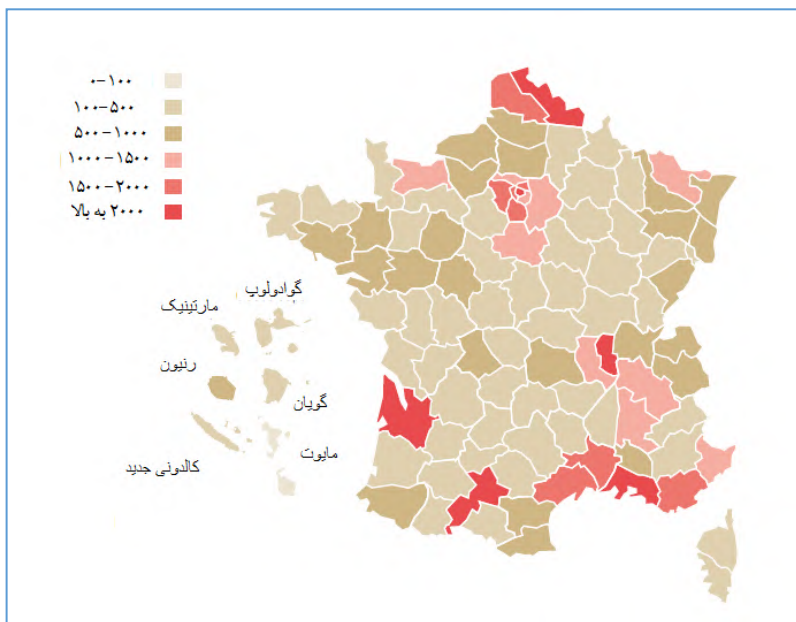 ۰-۱۰۰
۱۰۰-۵۰۰
۵۰۰-۱۰۰۰
۱۰۰۰-۱۵۰۰
۱۵۰۰-۲۰۰۰
۲۰۰۰ به بالا
گوادولوپ
مارتینیک
رنیون
گویان
مایوت
کالدونی جدید